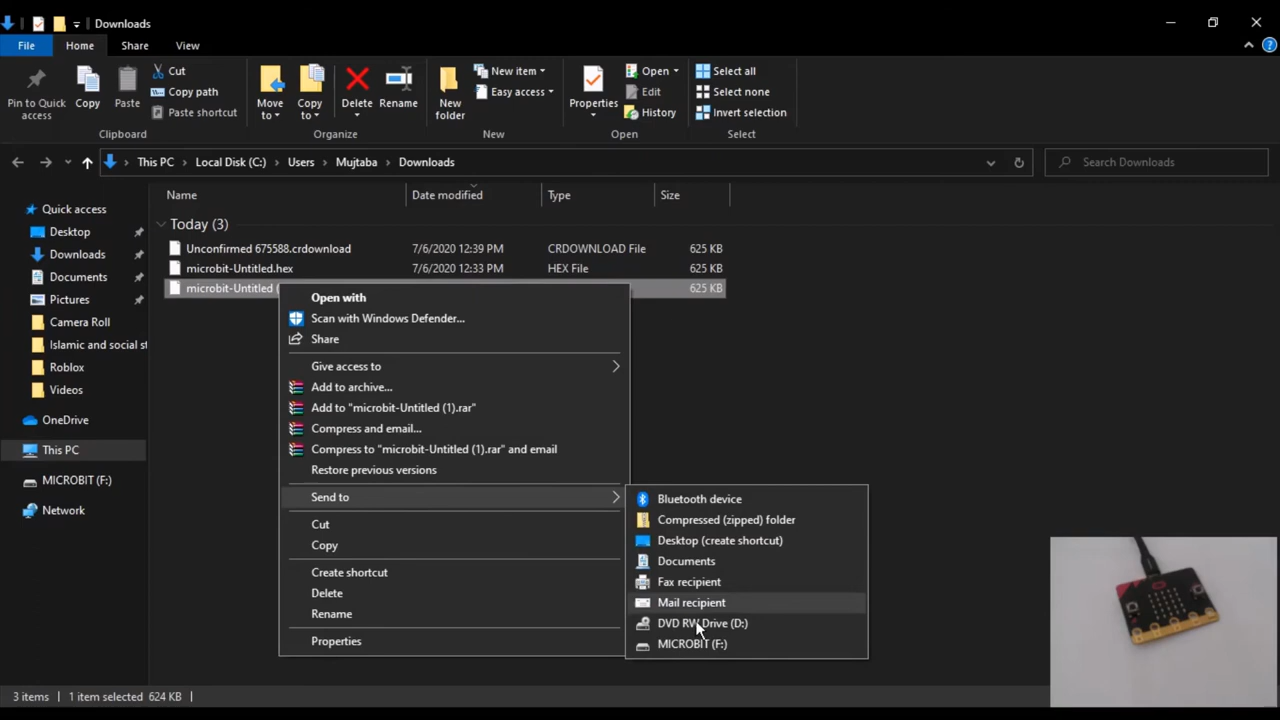 Downloads
File Home Share View
Pin to Quick access
Copy
Paste
Cut
Copy path
Paste shortcut
Clipboard
Move to
Copy to
Delete
Rename
Organize
New folder
New item
Easy access
New
Properties
Open
Edit
History
Open
Select all
Select none
Invert selection
Select
This PC > Local Disk (C:) > Users > Mujtaba > Downloads
Search Downloads
Name Date modified Type Size
Today (3)
Unconfirmed 675588.crdownload 7/6/2020 12:39 PM CRDOWNLOAD File 625 KB
microbit-Untitled.hex 7/6/2020 12:33 PM HEX File 625 KB
microbit-Untitled ( 625 KB
Quick access
Desktop
Downloads
Documents
Pictures
Camera Roll
Islamic and social st
Roblox
Videos
OneDrive
This PC
MICROBIT (F:)
Network
Open with
Scan with Windows Defender...
Share
Give access to
Add to archive...
Add to "microbit-Untitled (1).rar"
Compress and email...
Compress to "microbit-Untitled (1).rar" and email
Restore previous versions
Send to
Cut
Copy
Create shortcut
Delete
Rename
Properties
Bluetooth device
Compressed (zipped) folder
Desktop (create shortcut)
Documents
Fax recipient
Mail recipient
DVD RW Drive (D:)
MICROBIT (F:)
3 items 1 item selected 624 KB